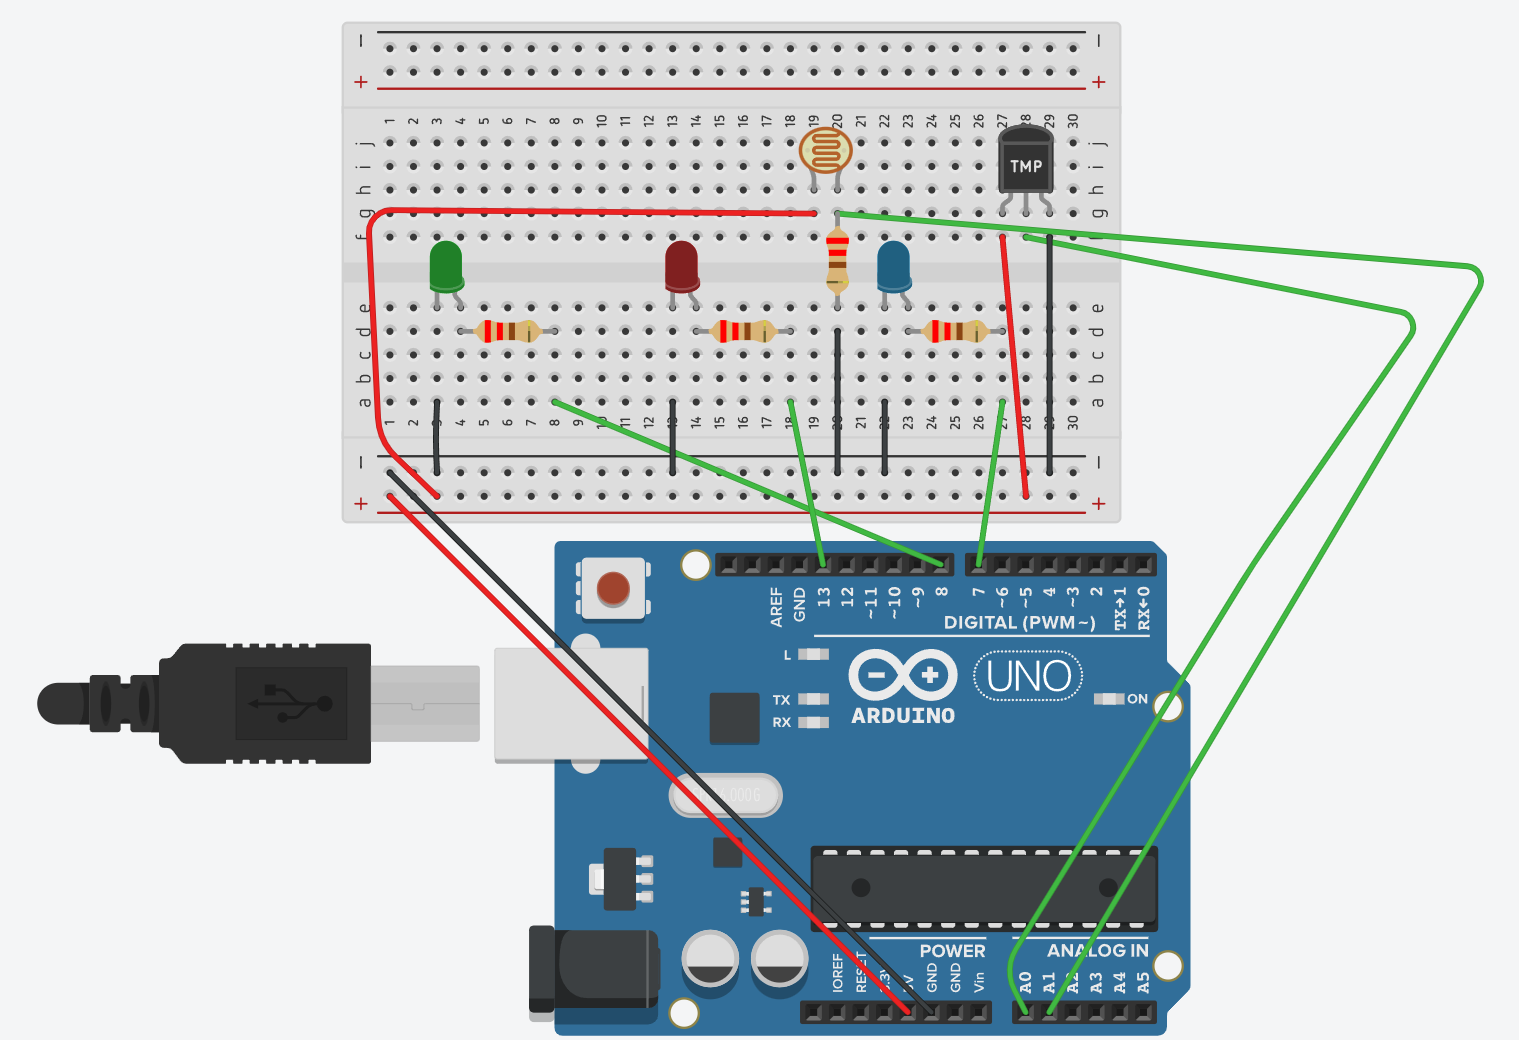 − −
+ +
1 2 3 4 5 6 7 8 9 10 11 12 13 14 15 16 17 18 19 20 21 22 23 24 25 26 27 28 29 30
j j
TMP
i i
h h
g g
f f
e e
d d
c c
b b
a a
1 2 3 4 5 6 7 8 9 10 11 12 13 14 15 16 17 18 19 20 21 22 23 24 25 26 27 28 29 30
− −
+ +
AREF GND 13 12 ~11 ~10 ~9 8 7 ~6 ~5 4 ~3 2 TX→1 RX←0
DIGITAL (PWM ~)
L
TX
RX
UNO
ON
ARDUINO
POWER ANALOG IN
IOREF RESET 3.3V 5V GND GND Vin A0 A1 A2 A3 A4 A5